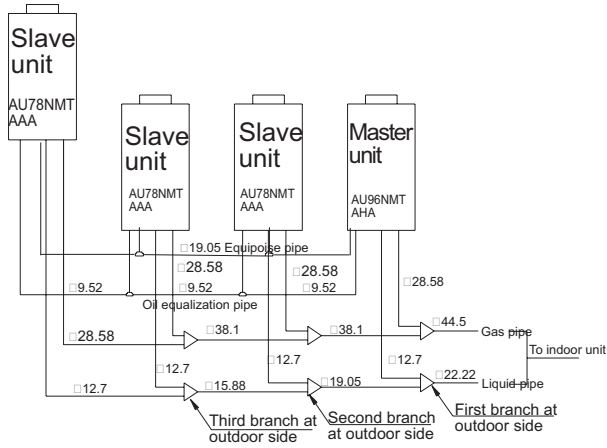 Slave
unit
AU78NMT
AAA
Slave
unit
AU78NMT
AAA
Slave
unit
AU78NMT
AAA
Master
unit
AU96NMT
AHA
□19.05 Equipoise pipe
□28.58
□28.58
□28.58
□9.52
□9.52
□9.52
Oil equalization pipe
□28.58
□38.1
□38.1
□44.5
Gas pipe
To indoor unit
□12.7
□12.7
□12.7
□12.7
□15.88
□19.05
□22.22
Liquid pipe
Third branch at
outdoor side
Second branch
at outdoor side
First branch at
outdoor side